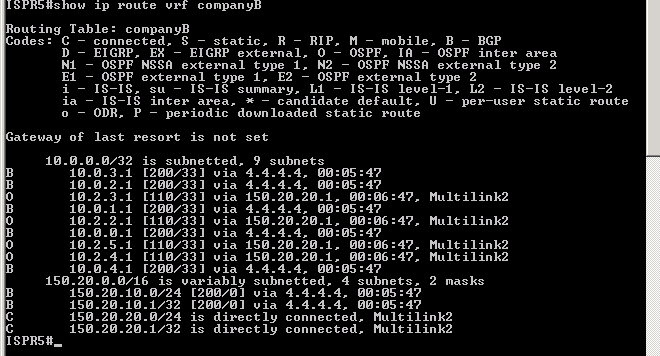 ISPR5#show ip route vrf companyB
Routing Table: companyB
Codes: C - connected, S - static, R - RIP, M - mobile, B - BGP
D - EIGRP, EX - EIGRP external, O - OSPF, IA - OSPF inter area
N1 - OSPF NSSA external type 1, N2 - OSPF NSSA external type 2
E1 - OSPF external type 1, E2 - OSPF external type 2
i - IS-IS, su - IS-IS summary, L1 - IS-IS level-1, L2 - IS-IS level-2
ia - IS-IS inter area, * - candidate default, U - per-user static route
o - ODR, P - periodic downloaded static route
Gateway of last resort is not set
10.0.0.0/32 is subnetted, 9 subnets
B 10.0.3.1 [200/33] via 4.4.4.4, 00:05:47
B 10.0.2.1 [200/33] via 4.4.4.4, 00:05:47
O 10.2.3.1 [110/33] via 150.20.20.1, 00:06:47, Multilink2
B 10.0.1.1 [200/33] via 4.4.4.4, 00:05:47
O 10.2.2.1 [110/33] via 150.20.20.1, 00:06:47, Multilink2
B 10.0.0.1 [200/33] via 4.4.4.4, 00:05:47
O 10.2.5.1 [110/33] via 150.20.20.1, 00:06:47, Multilink2
O 10.2.4.1 [110/33] via 150.20.20.1, 00:06:47, Multilink2
B 10.0.4.1 [200/33] via 4.4.4.4, 00:05:47
150.20.0.0/16 is variably subnetted, 4 subnets, 2 masks
B 150.20.10.0/24 [200/0] via 4.4.4.4, 00:05:47
B 150.20.10.1/32 [200/0] via 4.4.4.4, 00:05:47
C 150.20.20.0/24 is directly connected, Multilink2
C 150.20.20.1/32 is directly connected, Multilink2
ISPR5#_